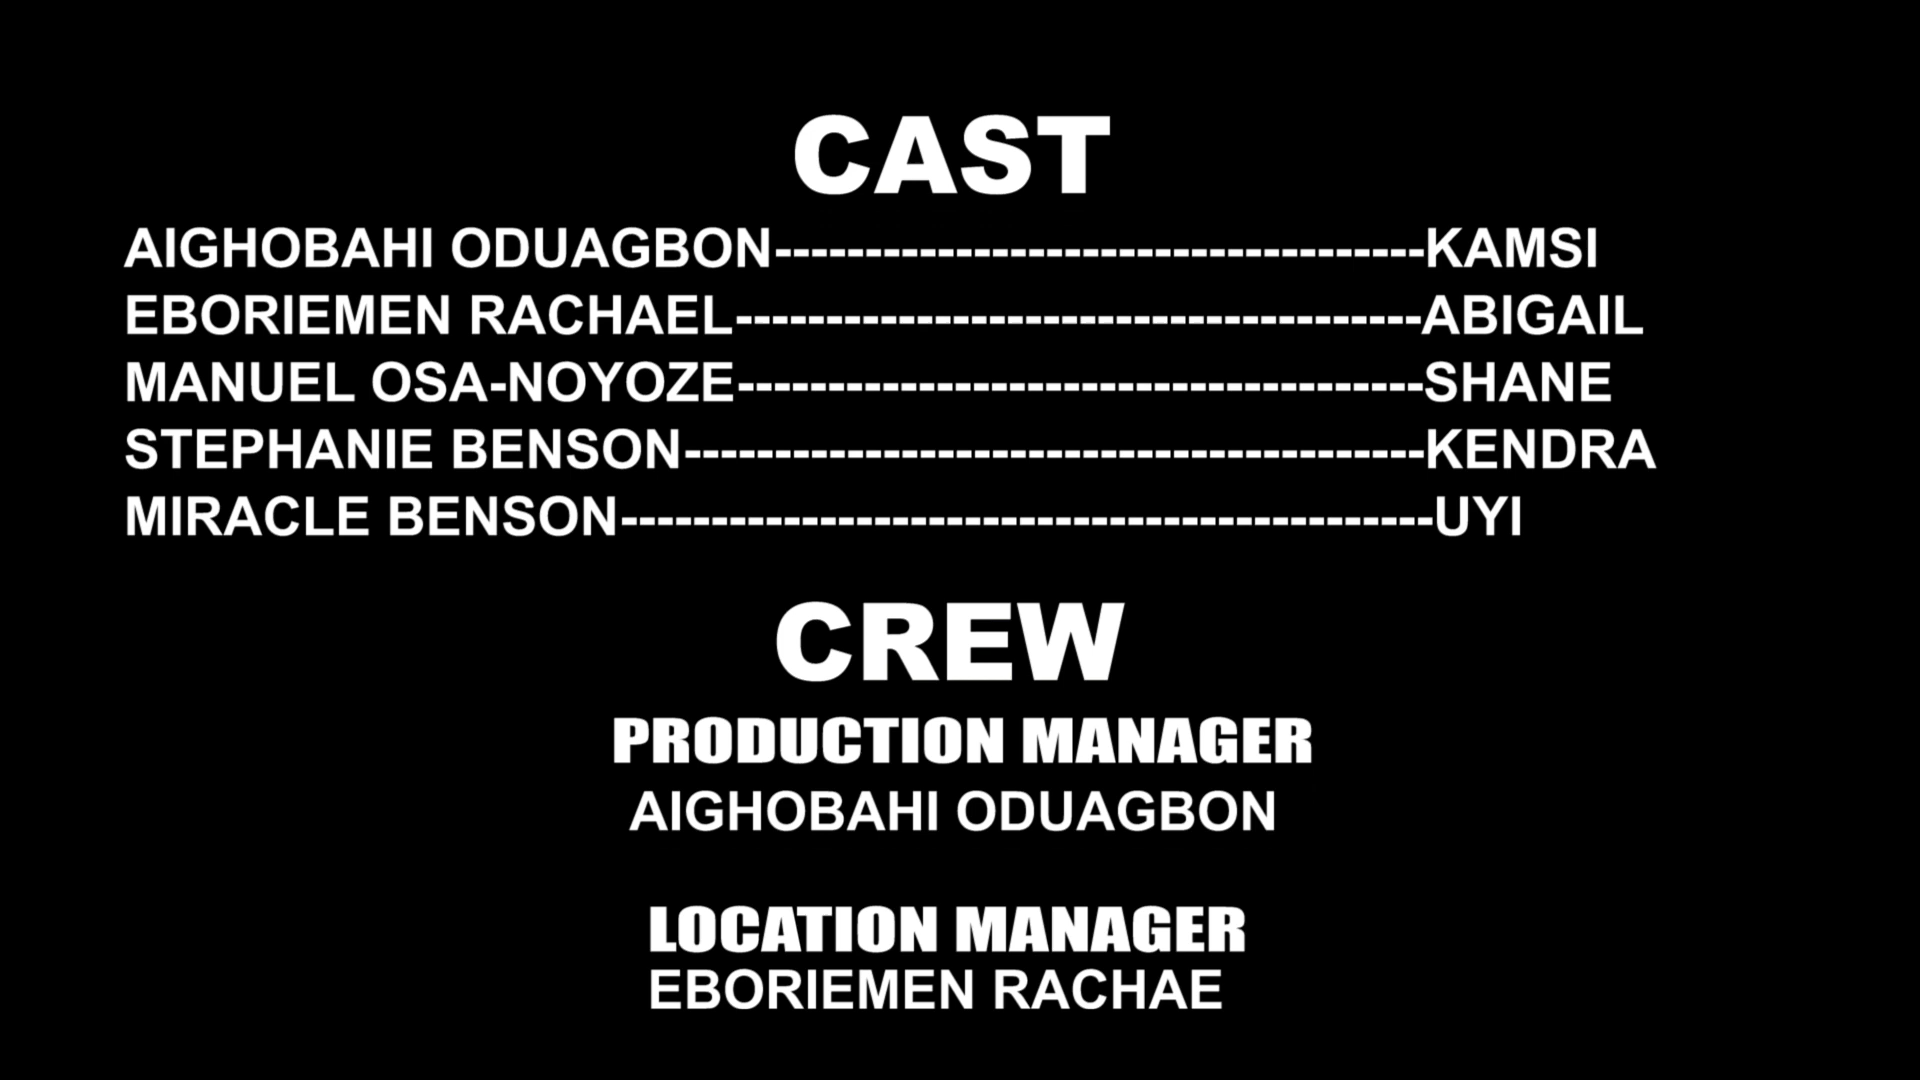 CAST
AIGHOBAHI ODUAGBON------------------------------------KAMSI
EBORIEMEN RACHAEL--------------------------------------ABIGAIL
MANUEL OSA-NOYOZE--------------------------------------SHANE
STEPHANIE BENSON-----------------------------------------KENDRA
MIRACLE BENSON---------------------------------------------UYI
CREW
PRODUCTION MANAGER
AIGHOBAHI ODUAGBON
LOCATION MANAGER
EBORIEMEN RACHAE